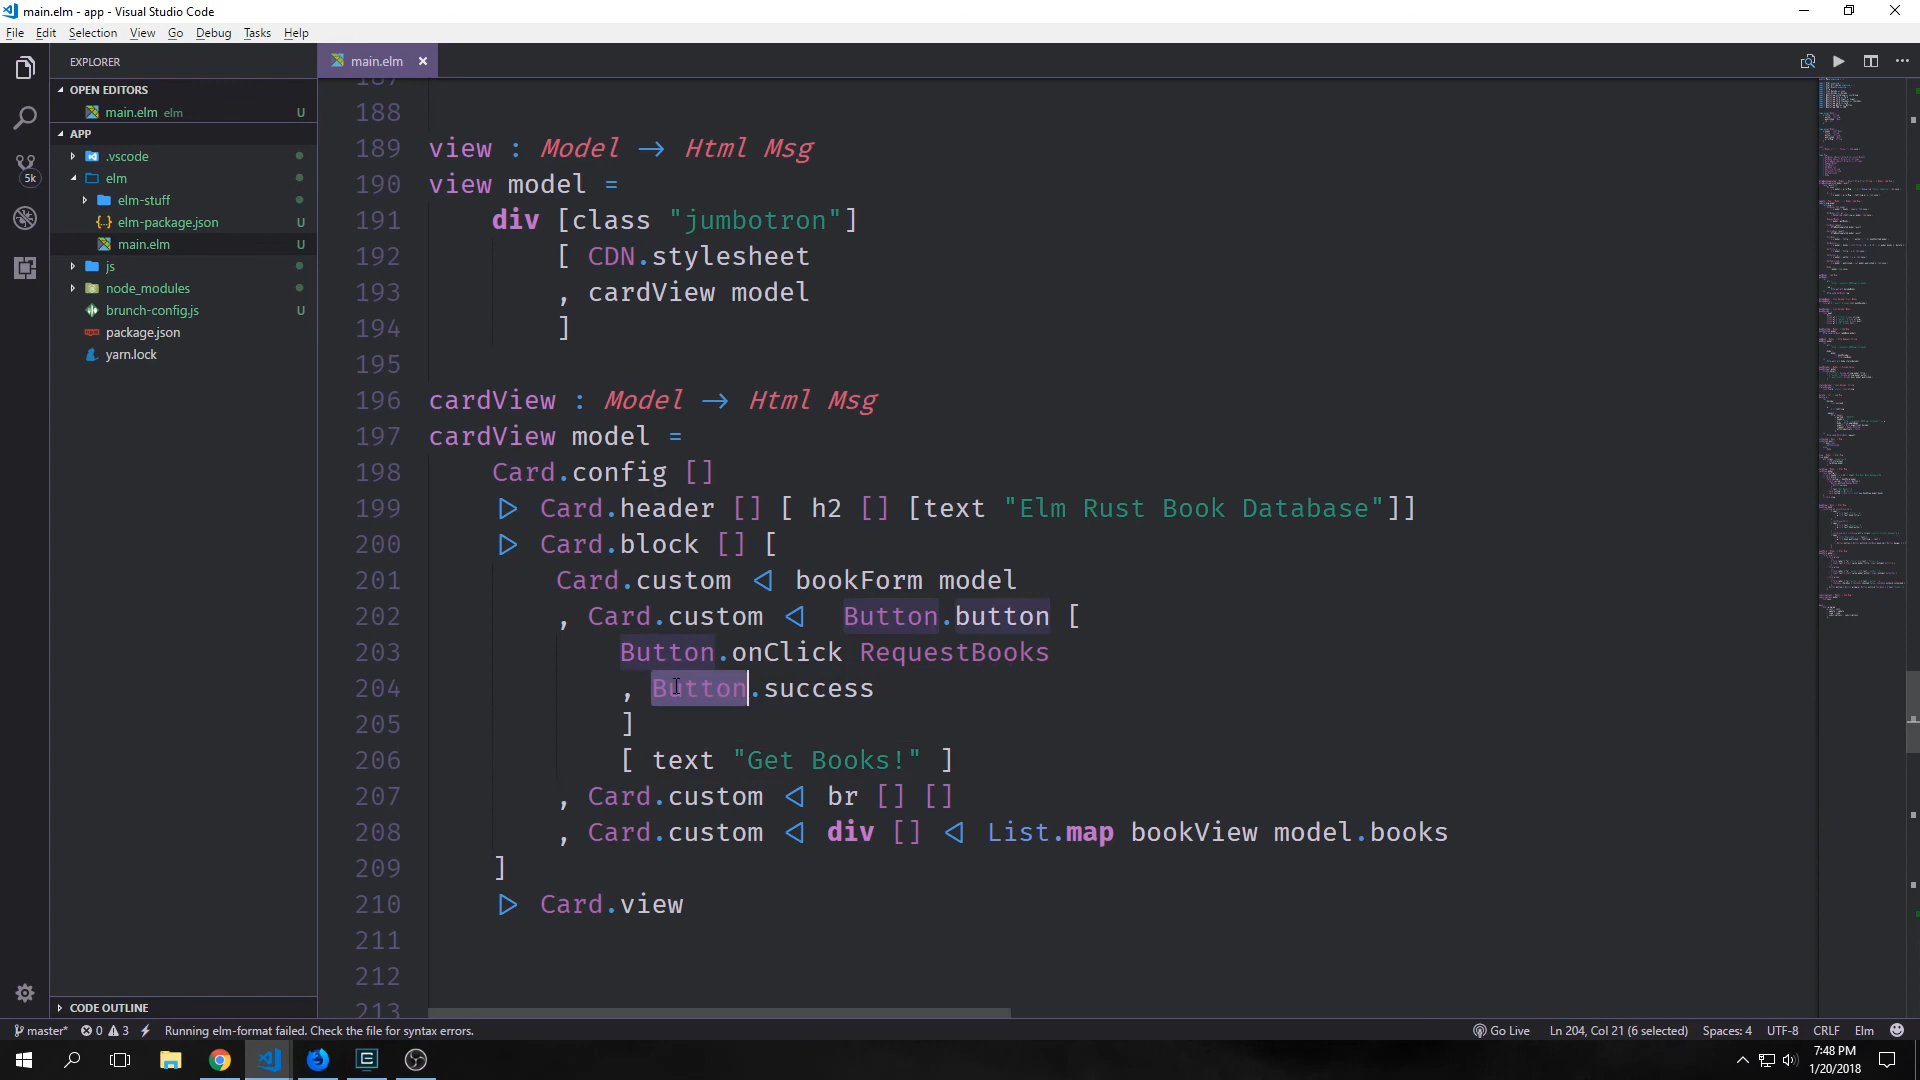 main.elm - app - Visual Studio Code
File Edit Selection View Go Debug Tasks Help
EXPLORER
OPEN EDITORS
main.elm elm U
APP
.vscode
elm
elm-stuff
elm-package.json U
main.elm U
js
node_modules
brunch-config.js U
package.json
yarn.lock
CODE OUTLINE
5k
main.elm
187
188
189 view : Model → Html Msg
190 view model =
191 div [class "jumbotron"]
192 [ CDN.stylesheet
193 , cardView model
194 ]
195
196 cardView : Model → Html Msg
197 cardView model =
198 Card.config []
199 ▷ Card.header [] [ h2 [] [text "Elm Rust Book Database"]]
200 ▷ Card.block [] [
201 Card.custom ◁ bookForm model
202 , Card.custom ◁ Button.button [
203 Button.onClick RequestBooks
204 , Button.success
205 ]
206 [ text "Get Books!" ]
207 , Card.custom ◁ br [] []
208 , Card.custom ◁ div [] ◁ List.map bookView model.books
209 ]
210 ▷ Card.view
211
212
213
master* 0 3 Running elm-format failed. Check the file for syntax errors. Go Live Ln 204, Col 21 (6 selected) Spaces: 4 UTF-8 CRLF Elm
7:48 PM
1/20/2018